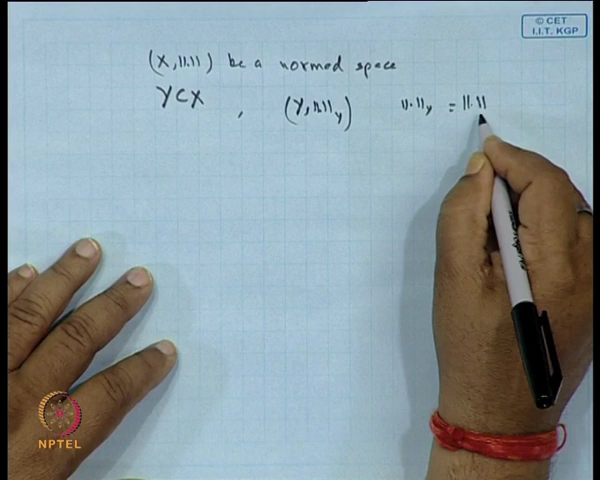 © CET
I.I.T. KGP
(X, ||.||) be a normed space
Y ⊂ X , (Y, ||.||_Y) ||.||_Y = ||.||
NPTEL